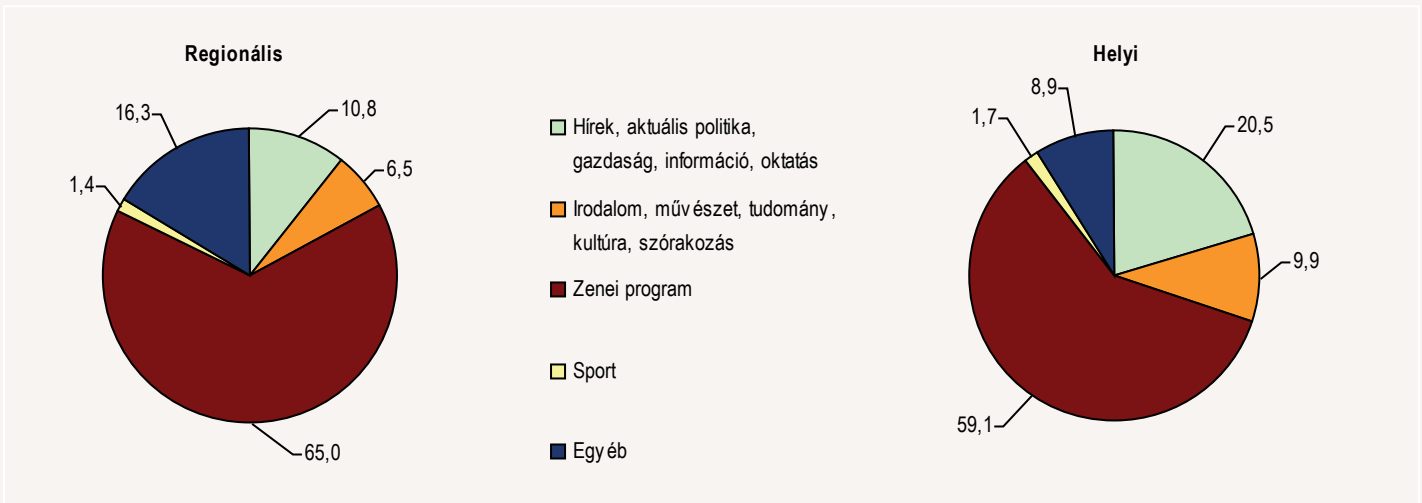 Regionális
16,3
10,8
6,5
1,4
65,0
Hírek, aktuális politika,
gazdaság, információ, oktatás
Irodalom, művészet, tudomány,
kultúra, szórakozás
Zenei program
Sport
Egyéb
Helyi
8,9
1,7
20,5
9,9
59,1